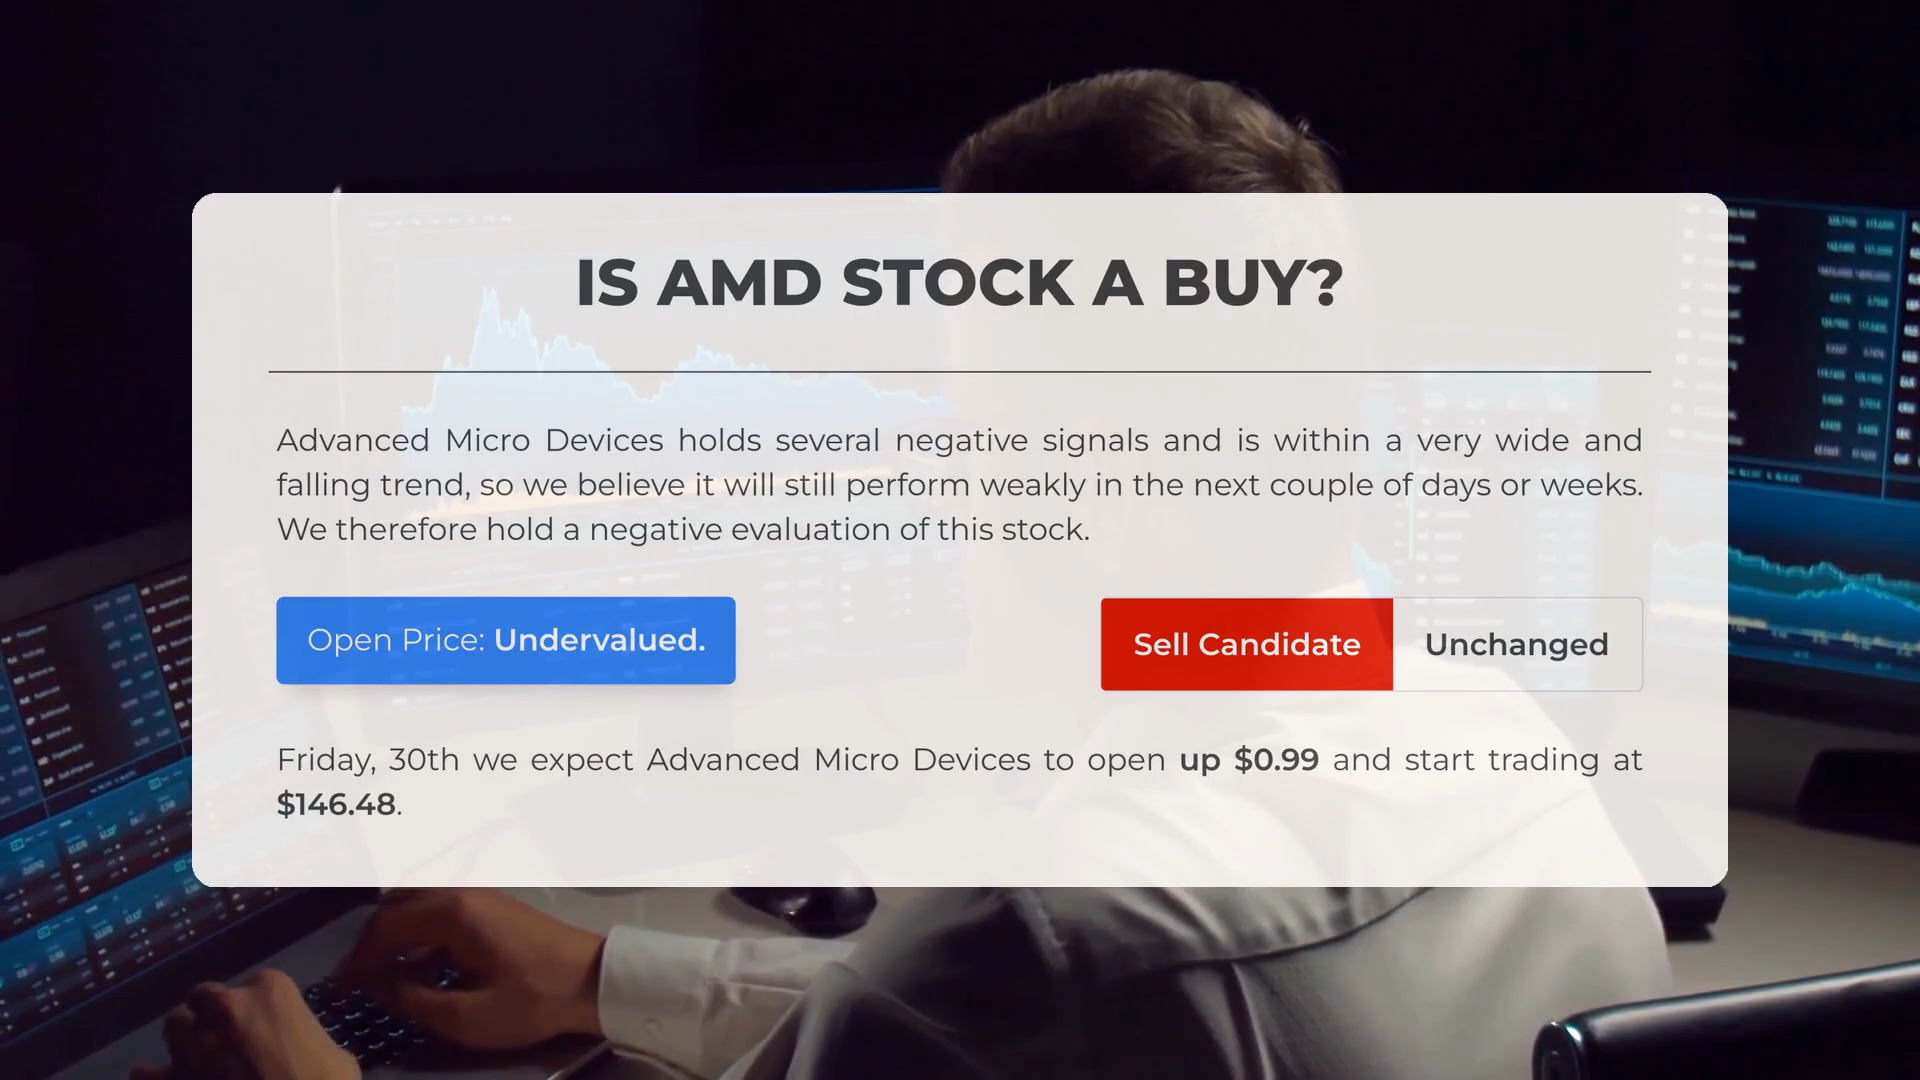 IS AMD STOCK A BUY?
Advanced Micro Devices holds several negative signals and is within a very wide and
falling trend, so we believe it will still perform weakly in the next couple of days or weeks.
We therefore hold a negative evaluation of this stock.
Open Price: Undervalued.
Sell Candidate
Unchanged
Friday, 30th we expect Advanced Micro Devices to open up $0.99 and start trading at
$146.48.